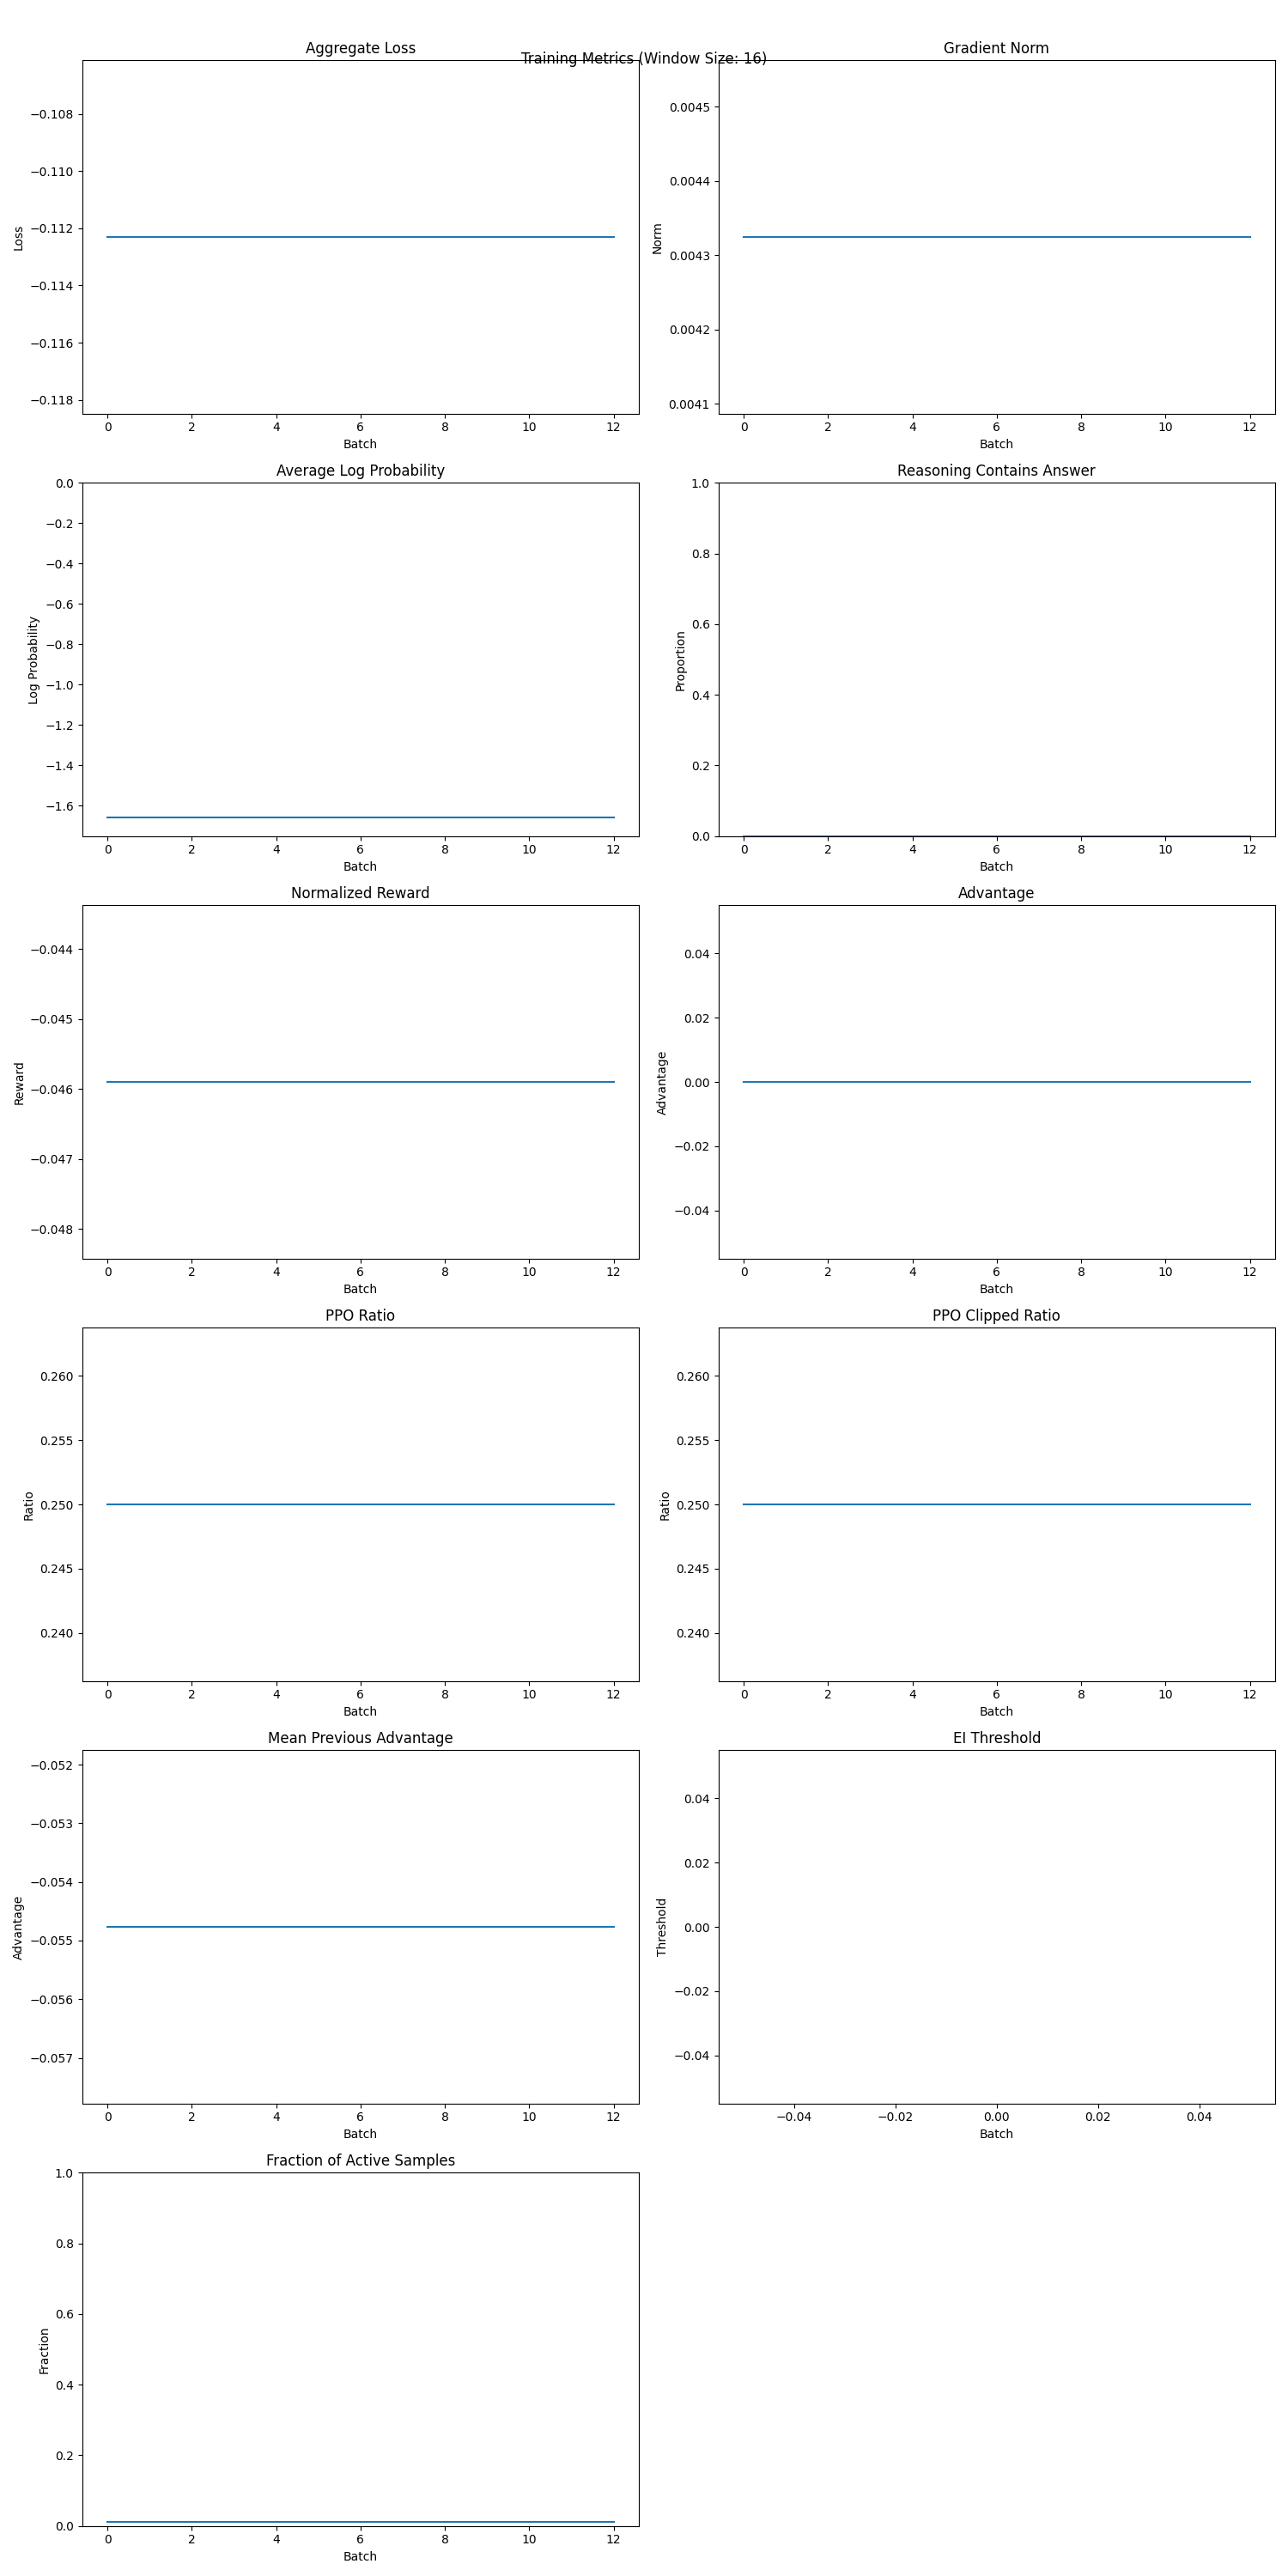 Training Metrics (Window Size: 16)
Aggregate Loss
−0.108
−0.110
−0.112
−0.114
−0.116
−0.118
Loss
0 2 4 6 8 10 12
Batch
Gradient Norm
0.0045
0.0044
0.0043
0.0042
0.0041
Norm
0 2 4 6 8 10 12
Batch
Average Log Probability
0.0
−0.2
−0.4
−0.6
−0.8
−1.0
−1.2
−1.4
−1.6
Log Probability
0 2 4 6 8 10 12
Batch
Reasoning Contains Answer
1.0
0.8
0.6
0.4
0.2
0.0
Proportion
0 2 4 6 8 10 12
Batch
Normalized Reward
−0.044
−0.045
−0.046
−0.047
−0.048
Reward
0 2 4 6 8 10 12
Batch
Advantage
0.04
0.02
0.00
−0.02
−0.04
Advantage
0 2 4 6 8 10 12
Batch
PPO Ratio
0.260
0.255
0.250
0.245
0.240
Ratio
0 2 4 6 8 10 12
Batch
PPO Clipped Ratio
0.260
0.255
0.250
0.245
0.240
Ratio
0 2 4 6 8 10 12
Batch
Mean Previous Advantage
−0.052
−0.053
−0.054
−0.055
−0.056
−0.057
Advantage
0 2 4 6 8 10 12
Batch
EI Threshold
0.04
0.02
0.00
−0.02
−0.04
Threshold
−0.04 −0.02 0.00 0.02 0.04
Batch
Fraction of Active Samples
1.0
0.8
0.6
0.4
0.2
0.0
Fraction
0 2 4 6 8 10 12
Batch